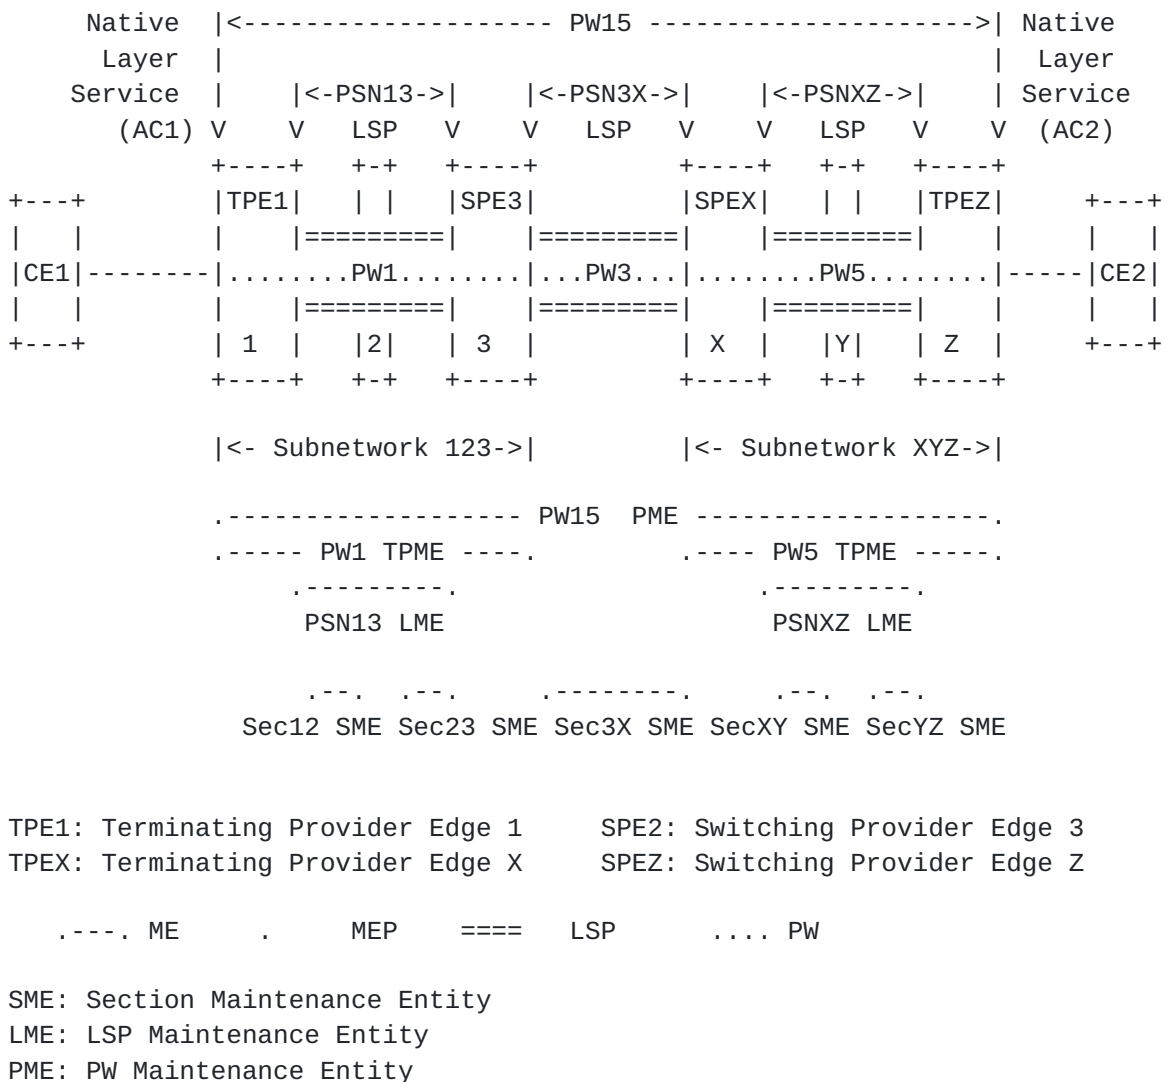 Native  |<-------------------- PW15 --------------------->| Native
      Layer  |                                                 |  Layer
    Service  |    |<-PSN13->|    |<-PSN3X->|    |<-PSNXZ->|    | Service
       (AC1) V    V   LSP   V    V   LSP   V    V   LSP   V    V  (AC2)
             +----+   +-+   +----+         +----+   +-+   +----+
+---+        |TPE1|   | |   |SPE3|         |SPEX|   | |   |TPEZ|     +---+
|   |        |    |=========|    |=========|    |=========|    |     |   |
|CE1|--------|........PW1........|...PW3...|........PW5........|-----|CE2|
|   |        |    |=========|    |=========|    |=========|    |     |   |
+---+        | 1  |   |2|   | 3  |         | X  |   |Y|   | Z  |     +---+
             +----+   +-+   +----+         +----+   +-+   +----+
             |<- Subnetwork 123->|         |<- Subnetwork XYZ->|
             .------------------- PW15  PME -------------------.
             .----- PW1 TPME ----.         .---- PW5 TPME -----.
                  .---------.                   .---------.
                   PSN13 LME                     PSNXZ LME
                   .--.  .--.     .--------.     .--.  .--.
               Sec12 SME Sec23 SME Sec3X SME SecXY SME SecYZ SME
TPE1: Terminating Provider Edge 1     SPE2: Switching Provider Edge 3
TPEX: Terminating Provider Edge X     SPEZ: Switching Provider Edge Z
   .---. ME     .     MEP    ====   LSP      .... PW
SME: Section Maintenance Entity
LME: LSP Maintenance Entity
PME: PW Maintenance Entity